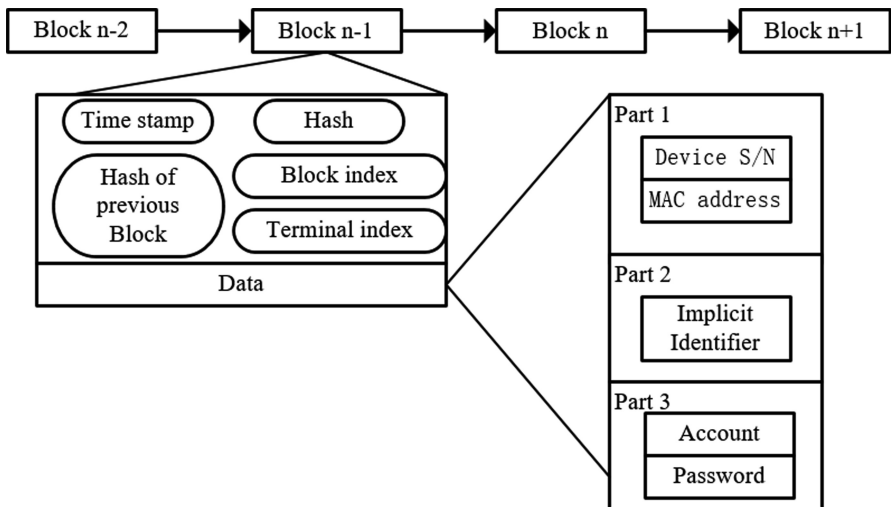 Block n-2
Block n-1
Block n
Block n+1
Time stamp
Hash
Hash of
previous
Block
Block index
Terminal index
Data
Part 1
Device S/N
MAC address
Part 2
Implicit
Identifier
Part 3
Account
Password